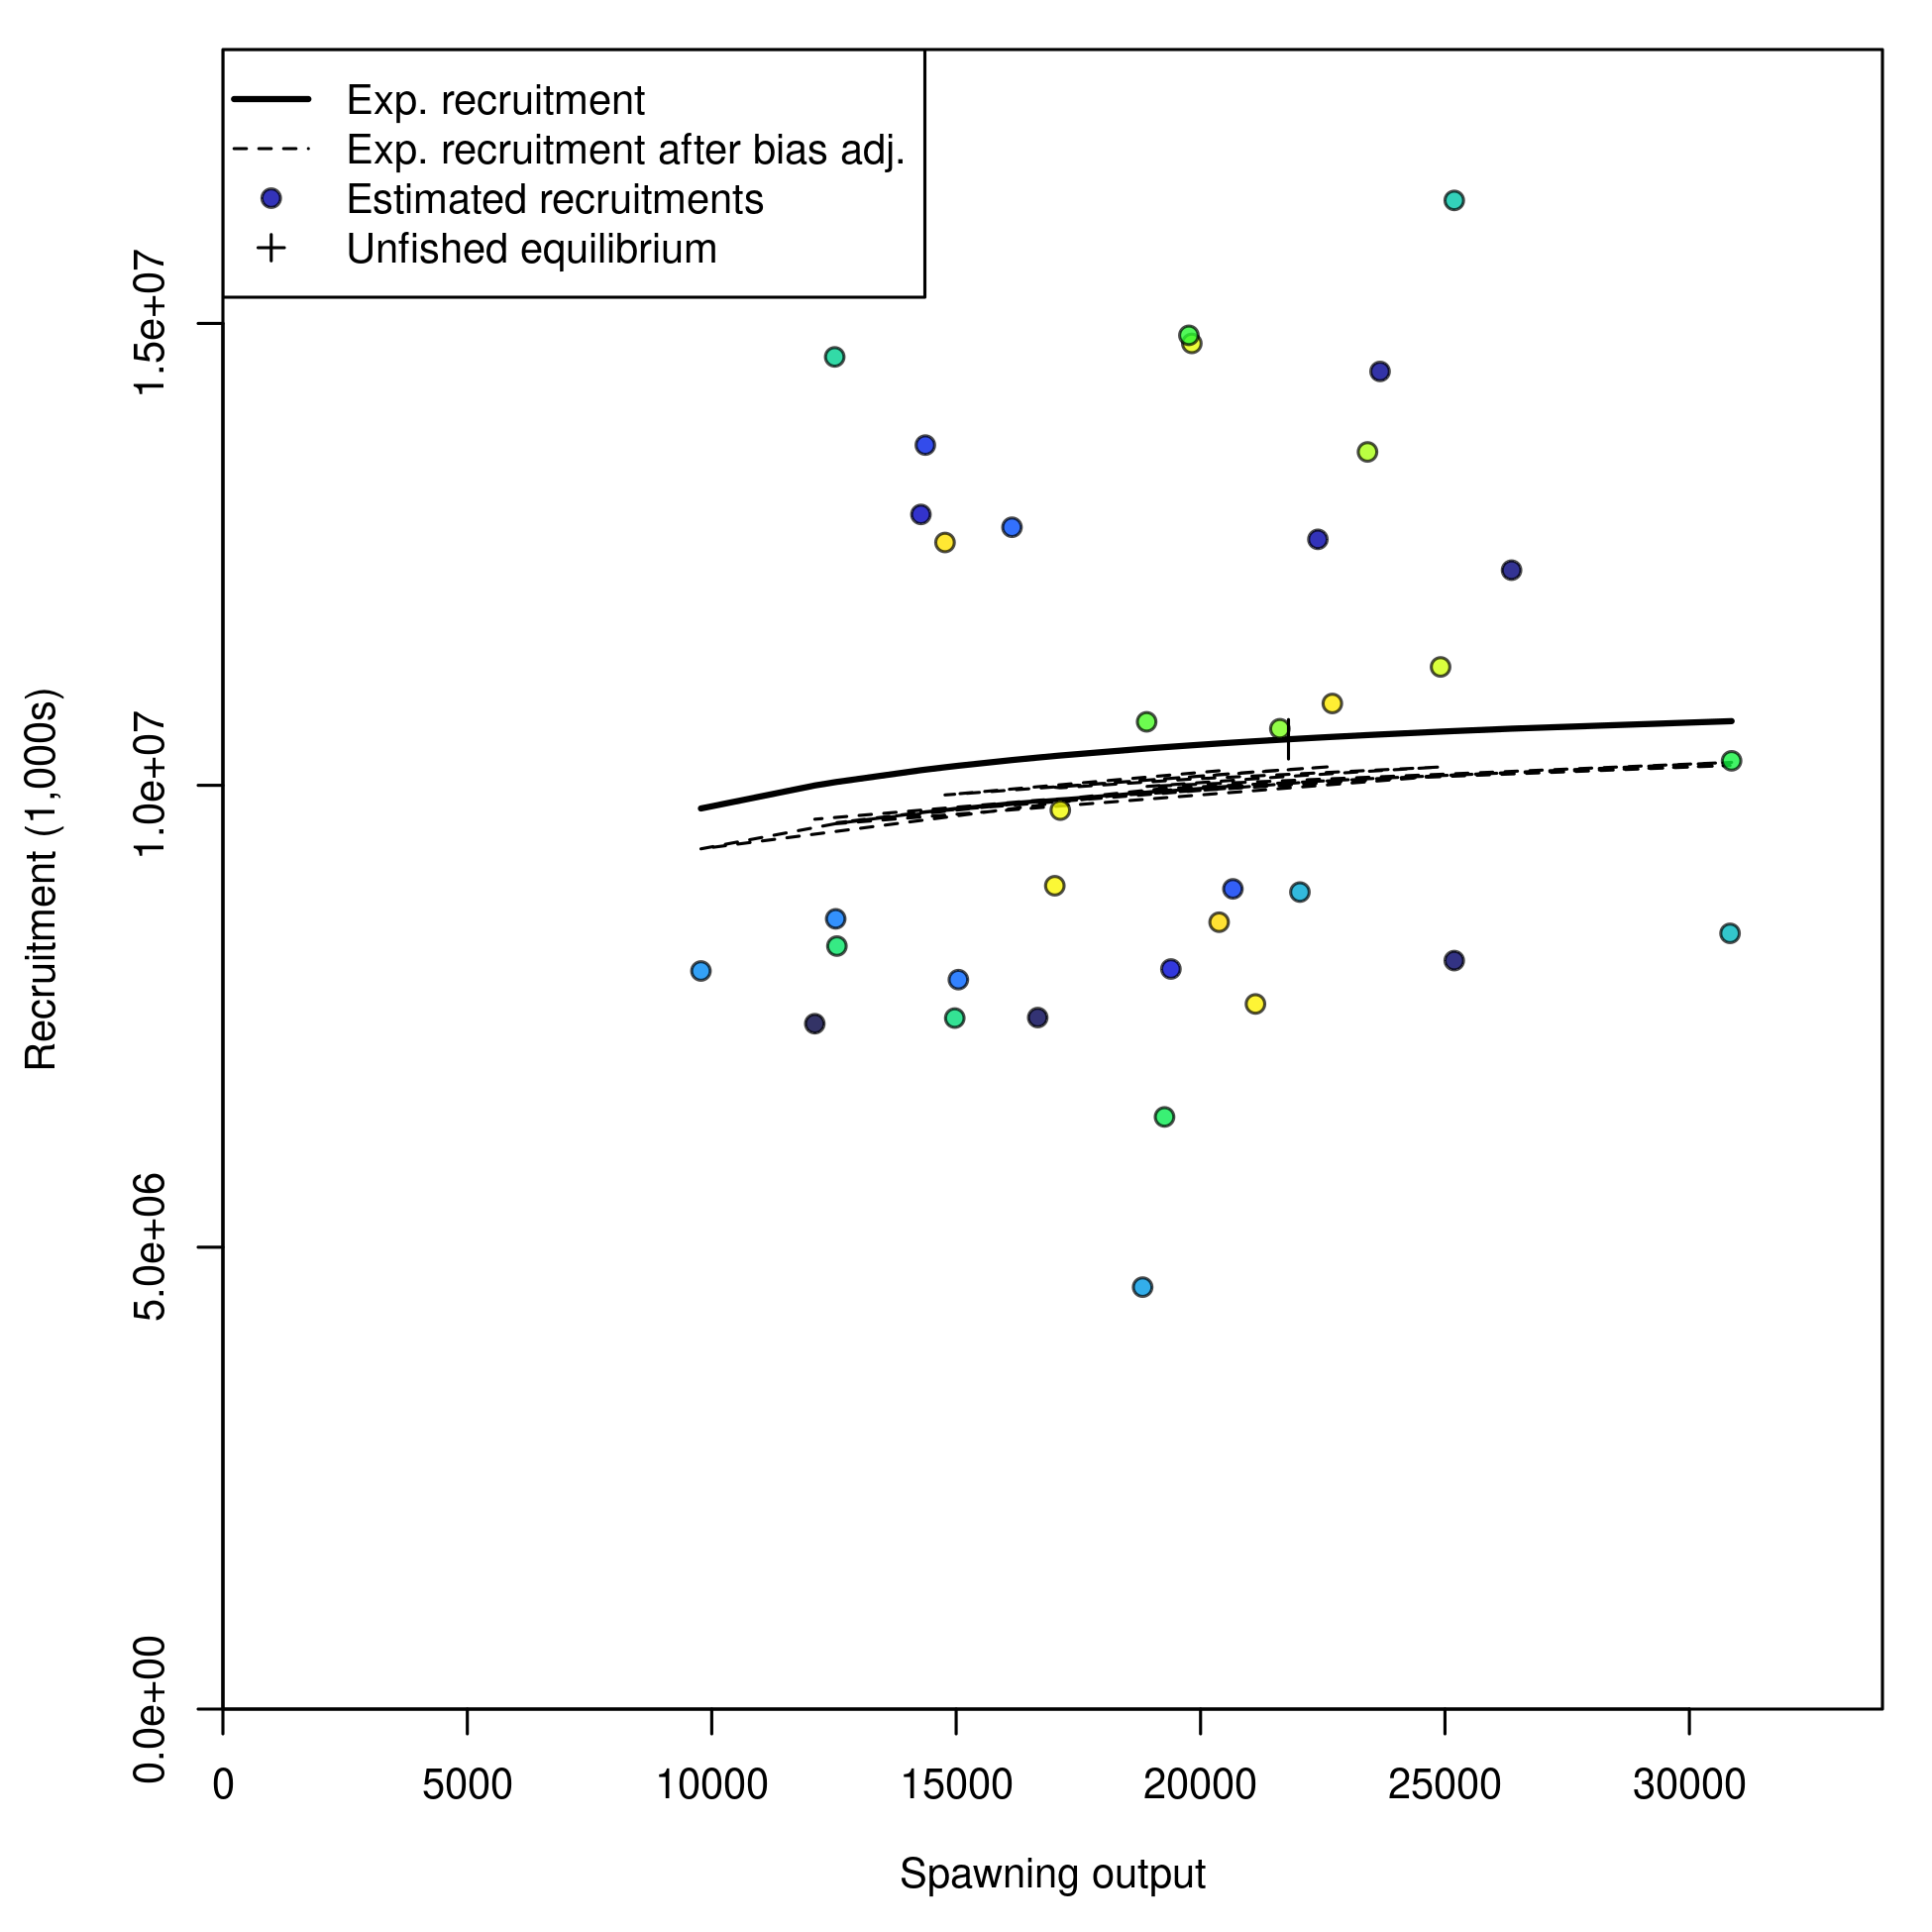 Exp. recruitment
Exp. recruitment after bias adj.
Estimated recruitments
Unfished equilibrium
1.5e+07
1.0e+07
5.0e+06
0.0e+00
Recruitment (1,000s)
0 5000 10000 15000 20000 25000 30000
Spawning output